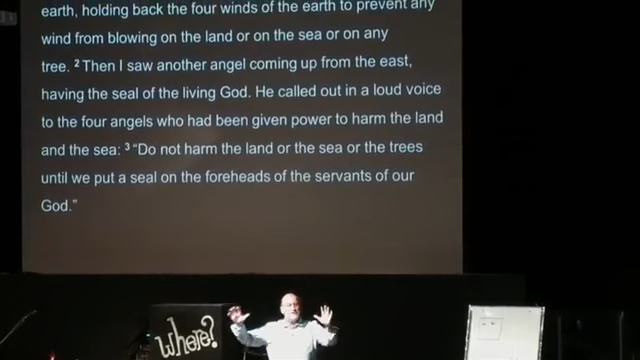 earth, holding back the four winds of the earth to prevent any
wind from blowing on the land or on the sea or on any
tree. ² Then I saw another angel coming up from the east,
having the seal of the living God. He called out in a loud voice
to the four angels who had been given power to harm the land
and the sea: ³ “Do not harm the land or the sea or the trees
until we put a seal on the foreheads of the servants of our
God.”
where?